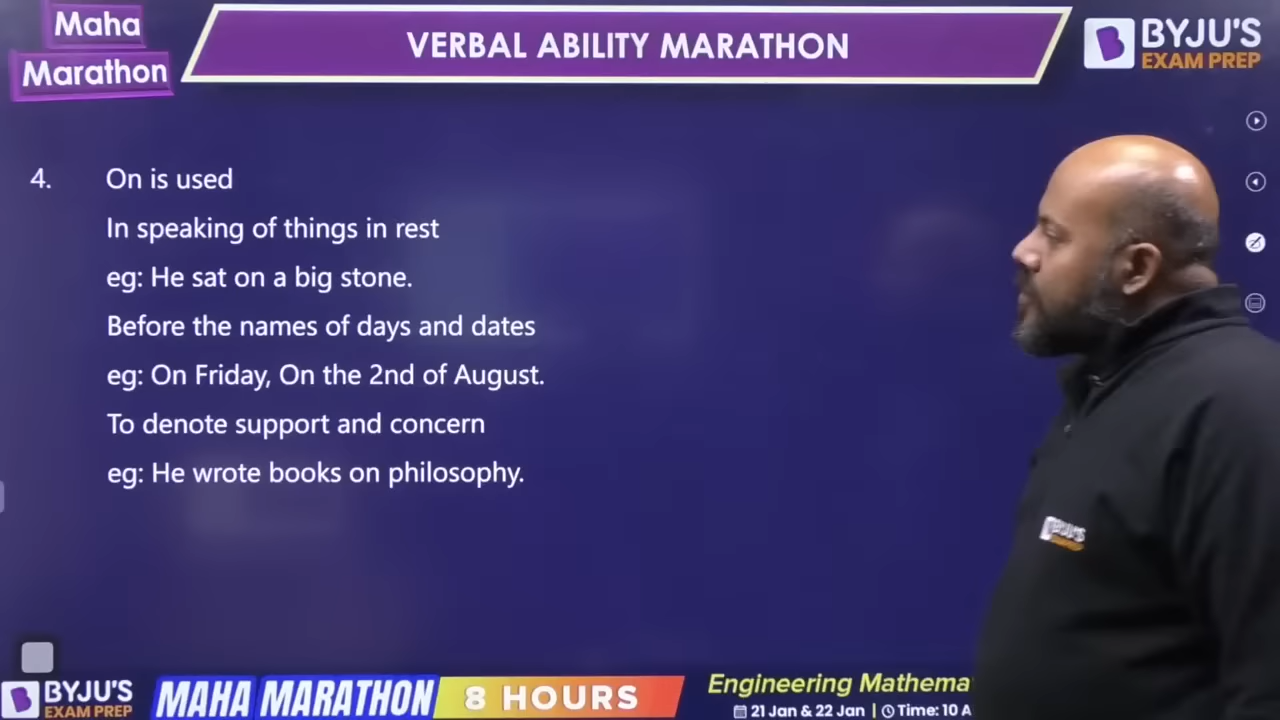 Maha
Marathon
VERBAL ABILITY MARATHON
BYJU'S
EXAM PREP
4. On is used
In speaking of things in rest
eg: He sat on a big stone.
Before the names of days and dates
eg: On Friday, On the 2nd of August.
To denote support and concern
eg: He wrote books on philosophy.
BYJU'S
BYJU'S
EXAM PREP
MAHA MARATHON
8 HOURS
Engineering Mathema
21 Jan & 22 Jan | Time: 10 A